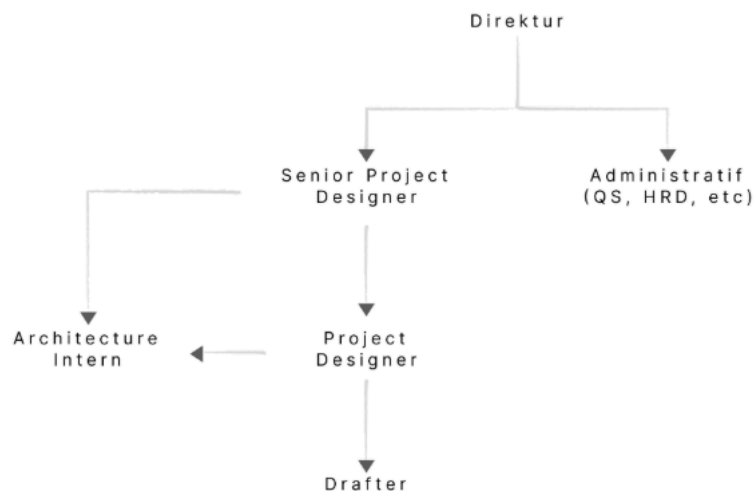 Direktur
Senior Project
Designer
Administratif
(QS, HRD, etc)
Architecture
Intern
Project
Designer
Drafter